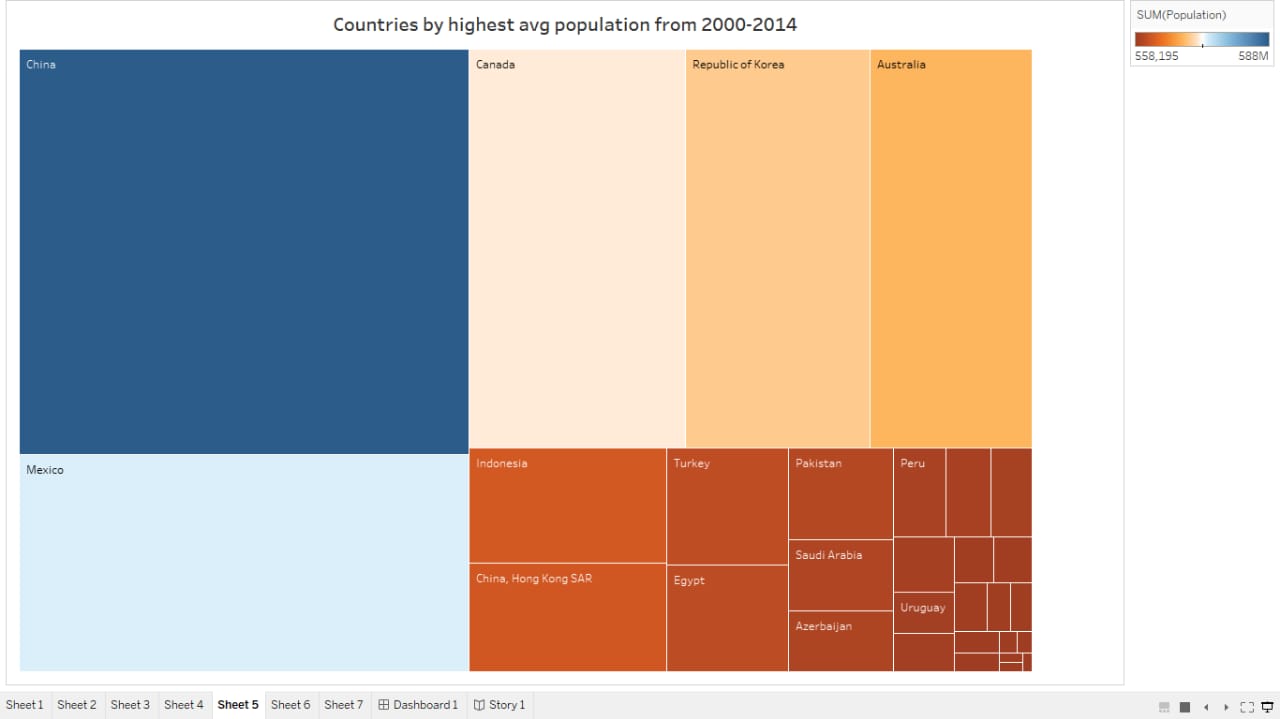 Countries by highest avg population from 2000-2014
SUM(Population)
558,195 588M
China
Canada
Republic of Korea
Australia
Mexico
Indonesia
Turkey
Pakistan
Peru
Saudi Arabia
China, Hong Kong SAR
Egypt
Uruguay
Azerbaijan
Sheet 1 Sheet 2 Sheet 3 Sheet 4 Sheet 5 Sheet 6 Sheet 7 Dashboard 1 Story 1